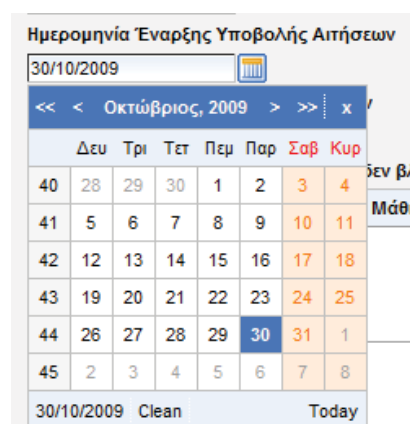 Ημερομηνία Έναρξης Υποβολής Αιτήσεων
30/10/2009
<< < Οκτώβριος, 2009 > >> x
Δευ Τρι Τετ Πεμ Παρ Σαβ Κυρ
δεν
40 28 29 30 1 2 3 4
Μάθ
41 5 6 7 8 9 10 11
42 12 13 14 15 16 17 18
43 19 20 21 22 23 24 25
44 26 27 28 29 30 31 1
45 2 3 4 5 6 7 8
30/10/2009 Clean Today